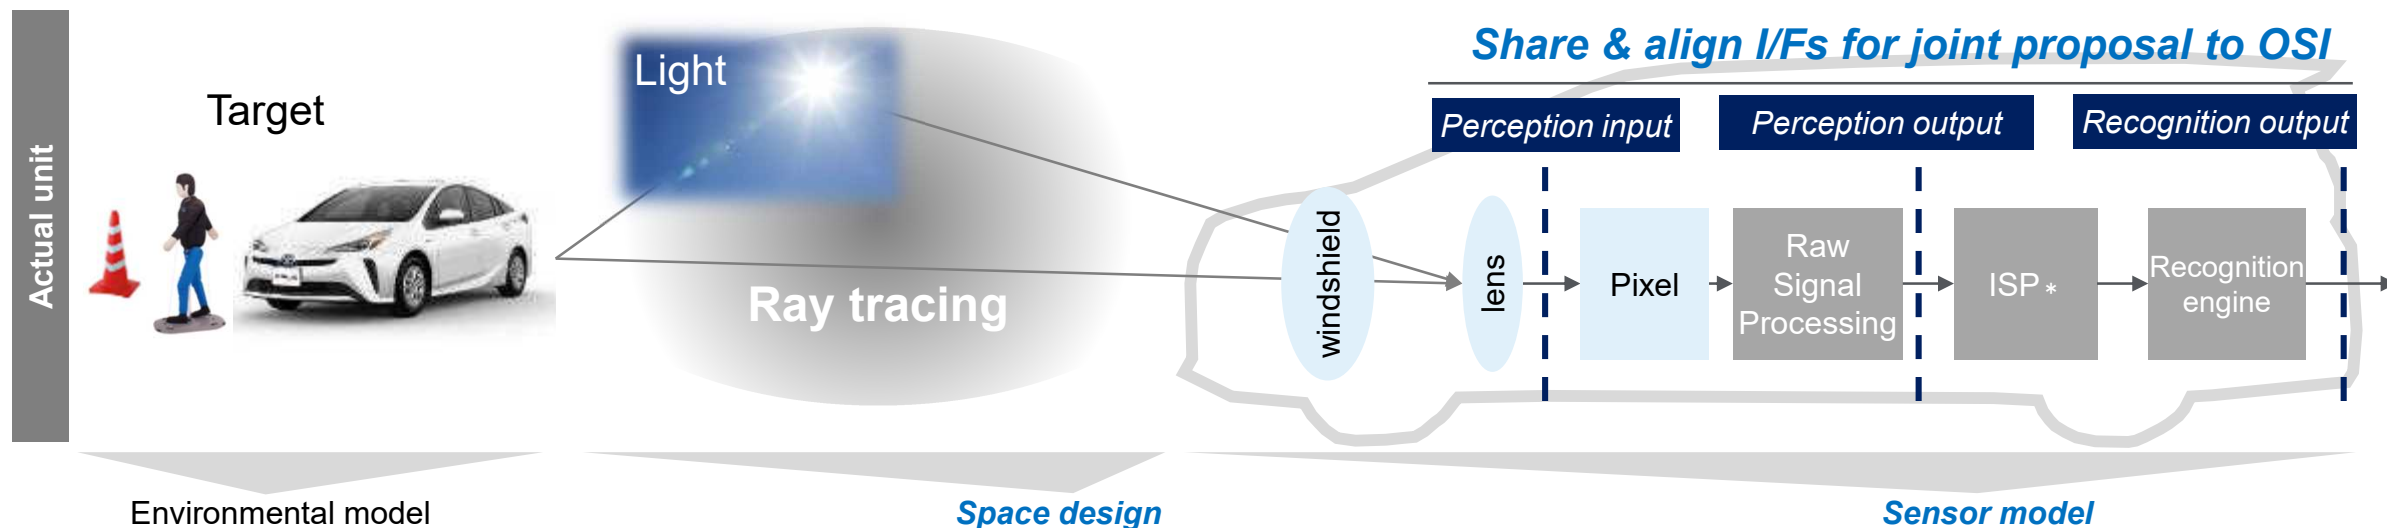 Share & align I/Fs for joint proposal to OSI
Light
Target
Perception input
Perception output
Recognition output
Actual unit
windshield
lens
Pixel
Raw
Signal
Processing
ISP*
Recognition
engine
Ray tracing
Environmental model
Space design
Sensor model